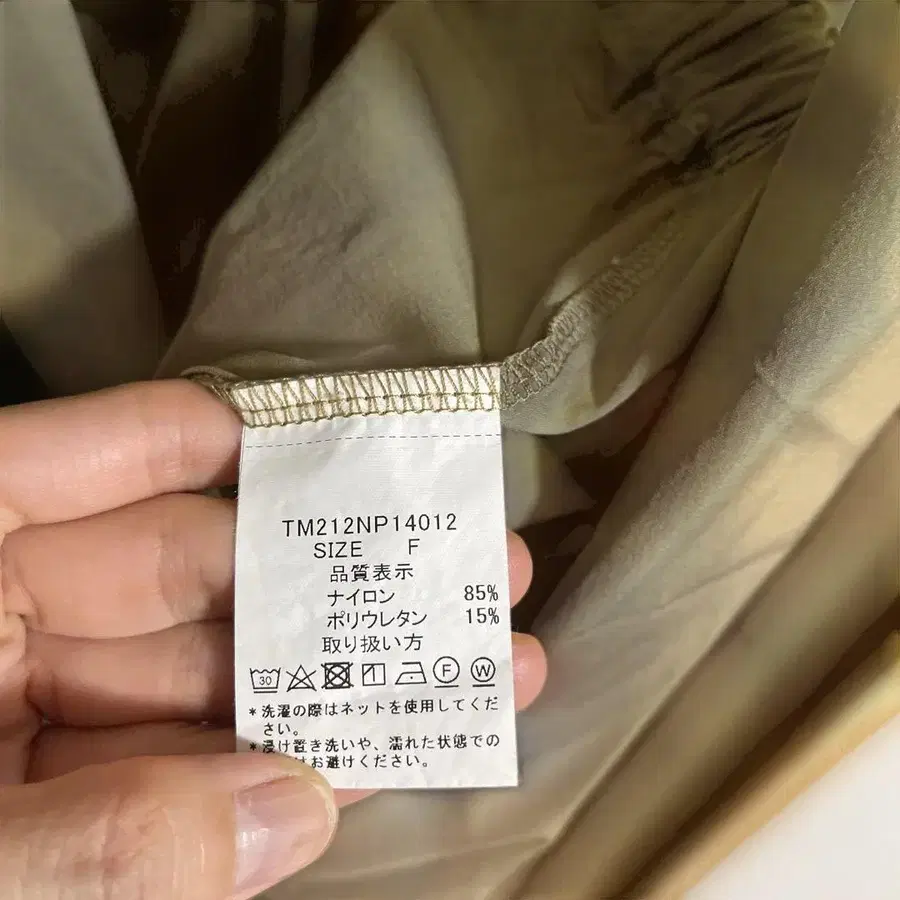 TM212NP14012
SIZE F
品質表示
ナイロン 85%
ポリウレタン 15%
取り扱い方
30 F W
*洗濯の際はネットを使用してくだ
さい。
*浸け置き洗いや、濡れた状態での
はお避けください。